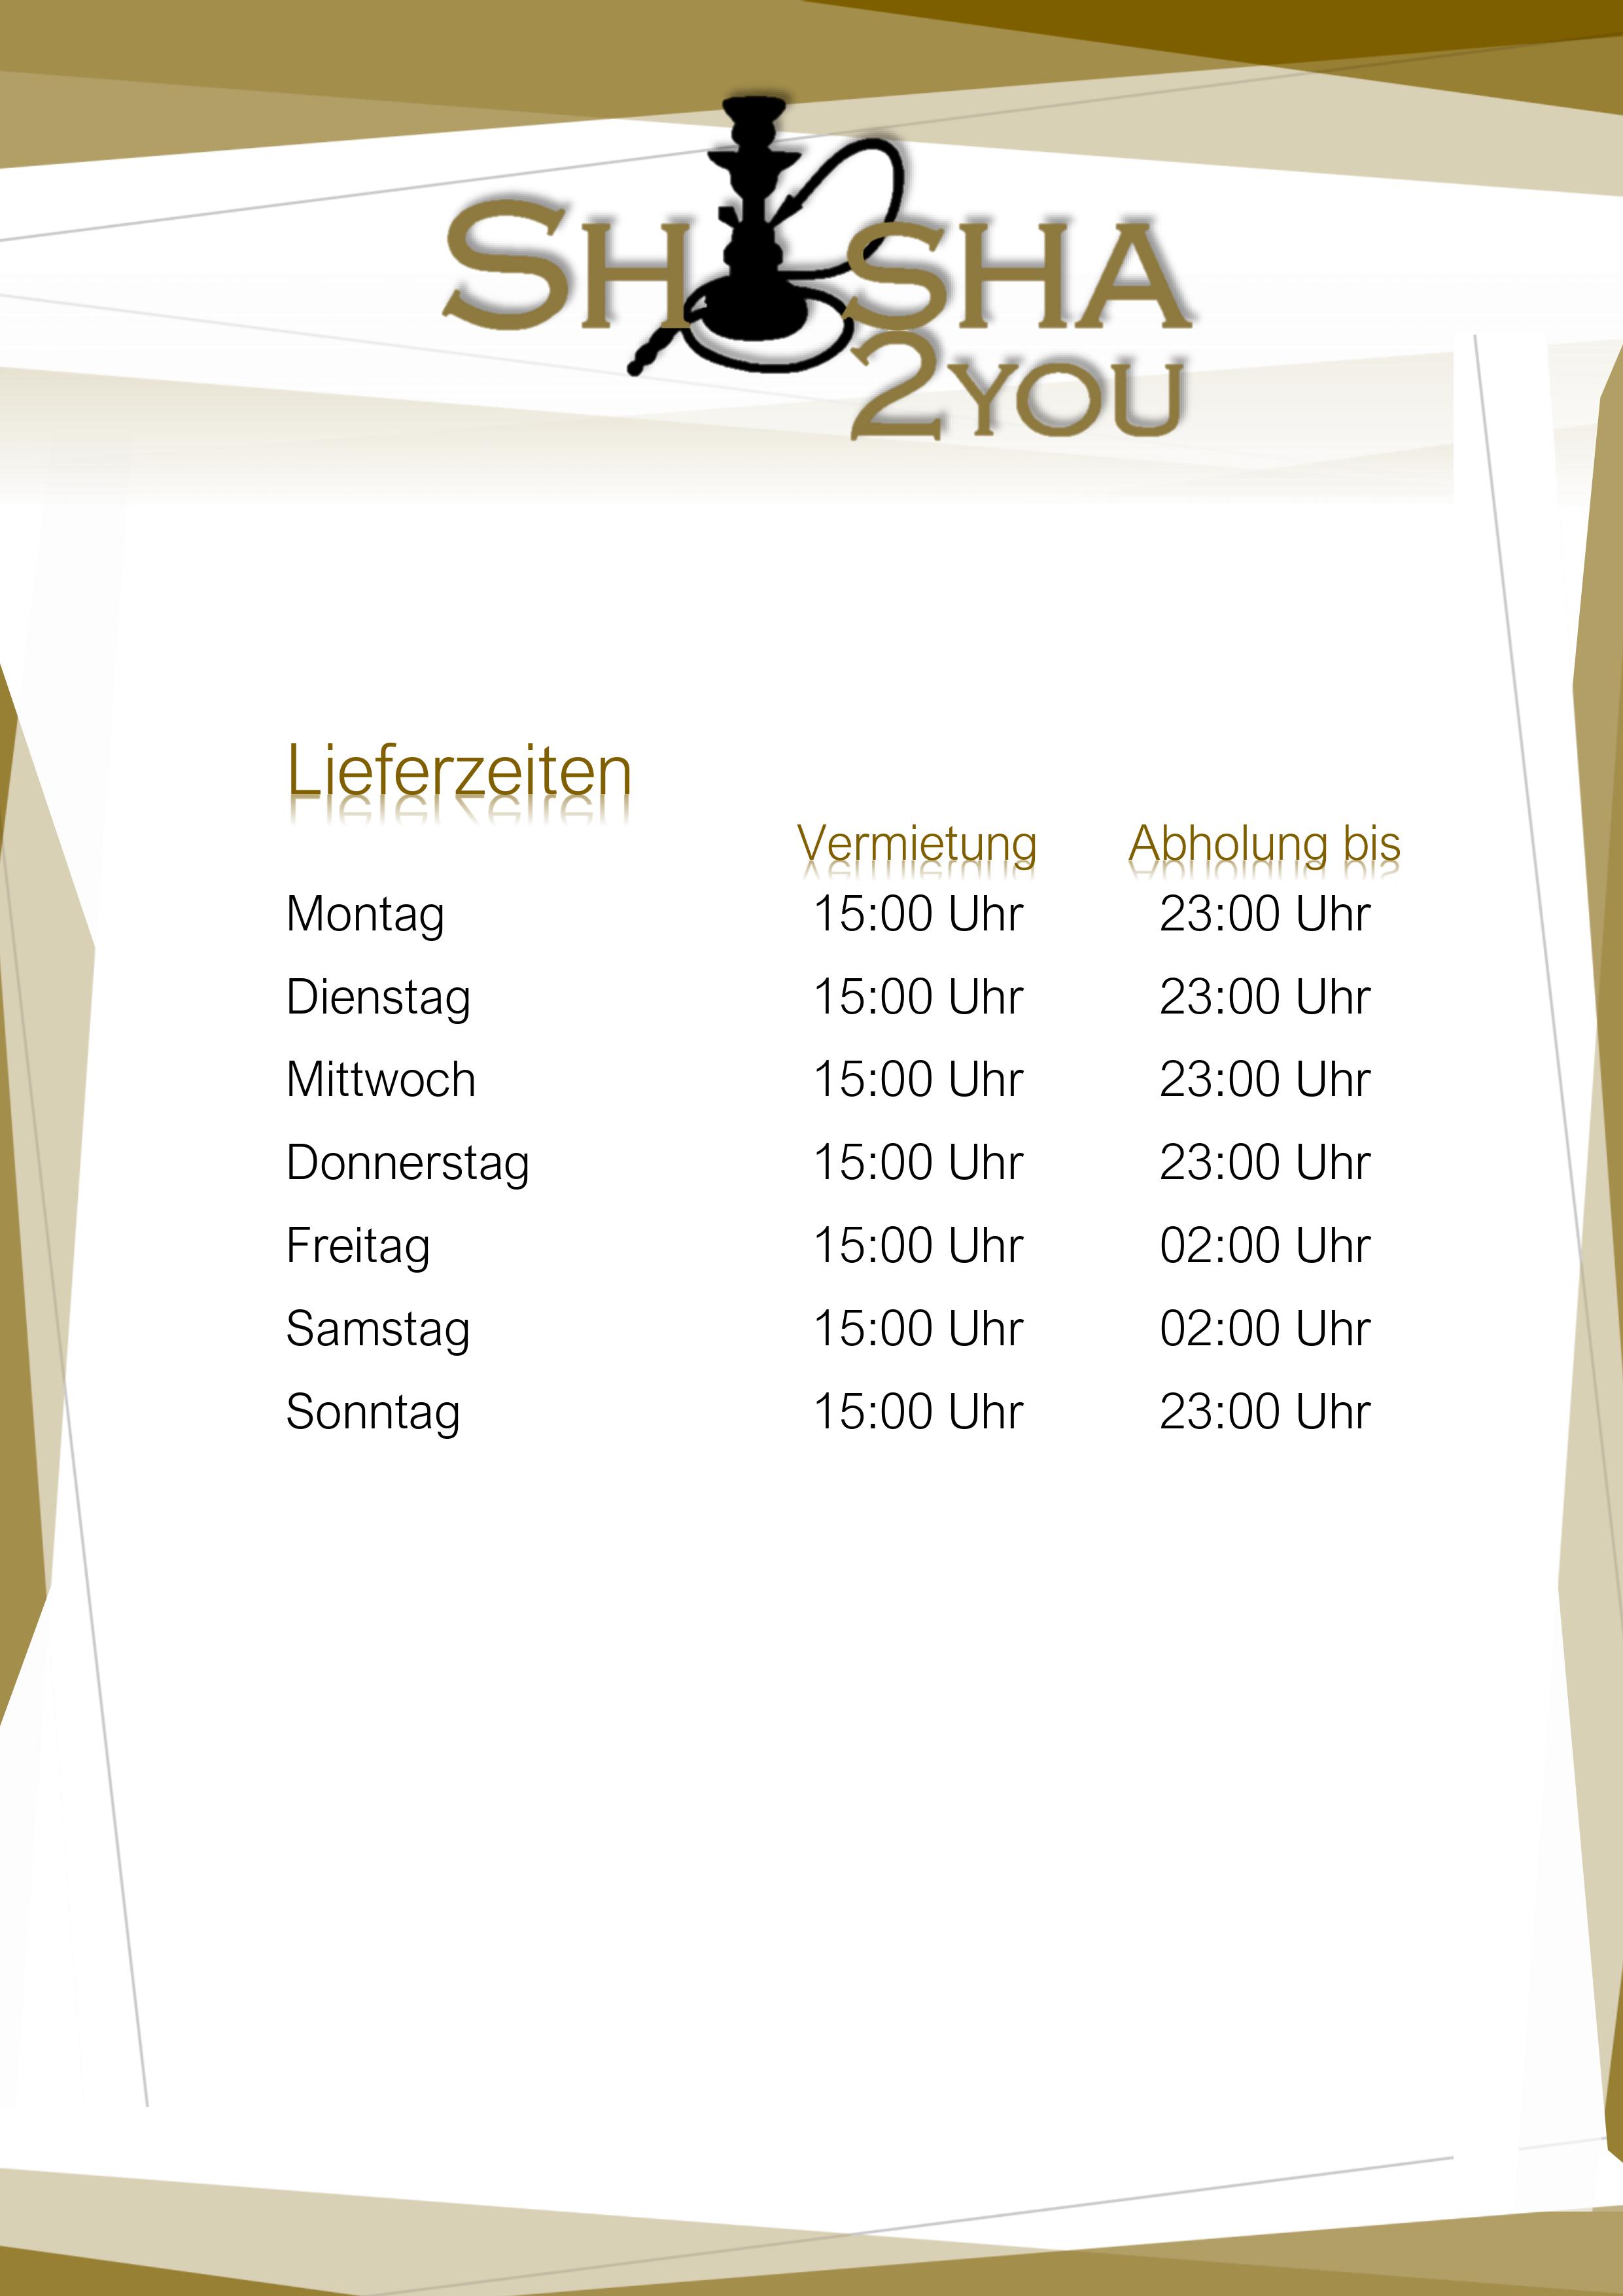 SHISHA
2YOU
Lieferzeiten
Vermietung Abholung bis
Montag 15:00 Uhr 23:00 Uhr
Dienstag 15:00 Uhr 23:00 Uhr
Mittwoch 15:00 Uhr 23:00 Uhr
Donnerstag 15:00 Uhr 23:00 Uhr
Freitag 15:00 Uhr 02:00 Uhr
Samstag 15:00 Uhr 02:00 Uhr
Sonntag 15:00 Uhr 23:00 Uhr